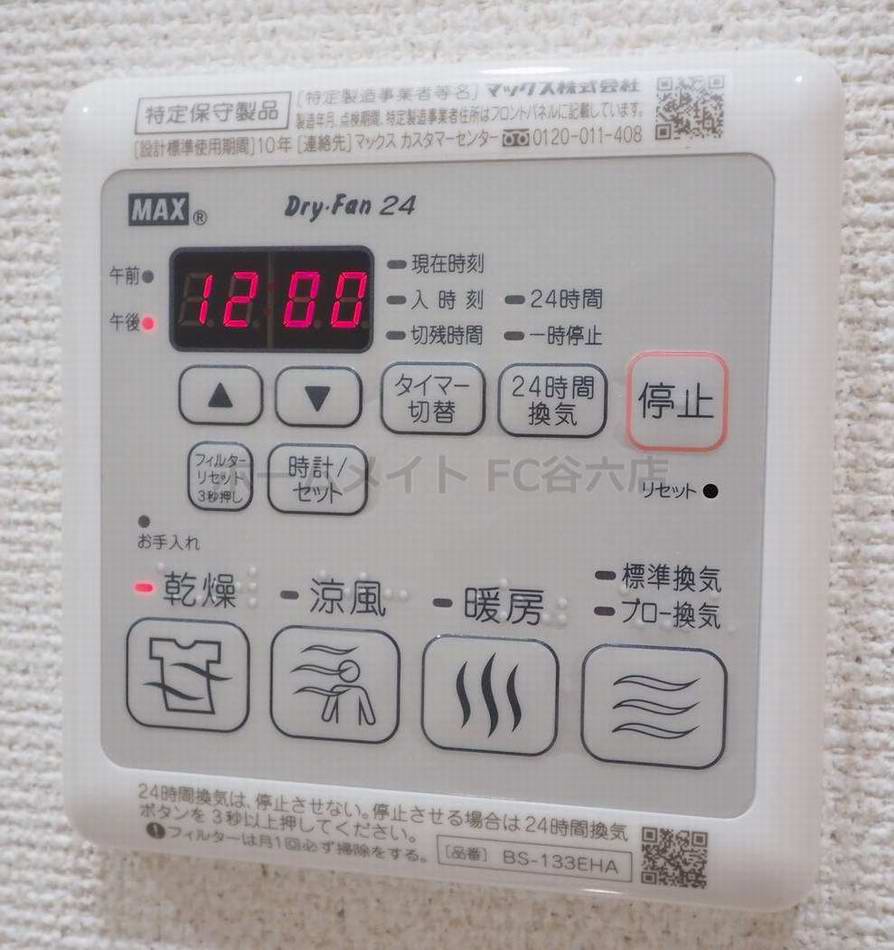 特定保守製品
[特定製造事業者等名] マックス株式会社
製造年月、点検期間、特定製造事業者住所はフロントパネルに記載しています。
[設計標準使用期間]10年 [連絡先]マックス カスタマーセンター 0120-011-408
MAX®
Dry・Fan 24
午前
午後
12:00
現在時刻
入時刻
24時間
切残時間
一時停止
▲
▼
タイマー
切替
24時間
換気
停止
フィルター
リセット
3秒押し
時計/
セット
ホームメイト FC谷六店
リセット
お手入れ
乾燥
涼風
暖房
標準換気
ブロー換気
24時間換気は、停止させない。停止させる場合は24時間換気
ボタンを3秒以上押してください。
フィルターは月1回必ず掃除をする。
[品番] BS-133EHA